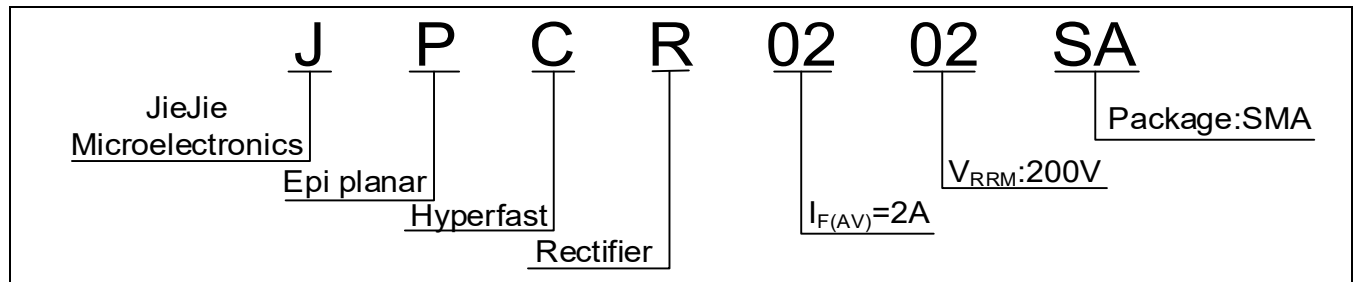 J P C R 02 02 SA
JieJie
Microelectronics
Package:SMA
Epi planar
V_RRM:200V
Hyperfast
I_F(AV)=2A
Rectifier